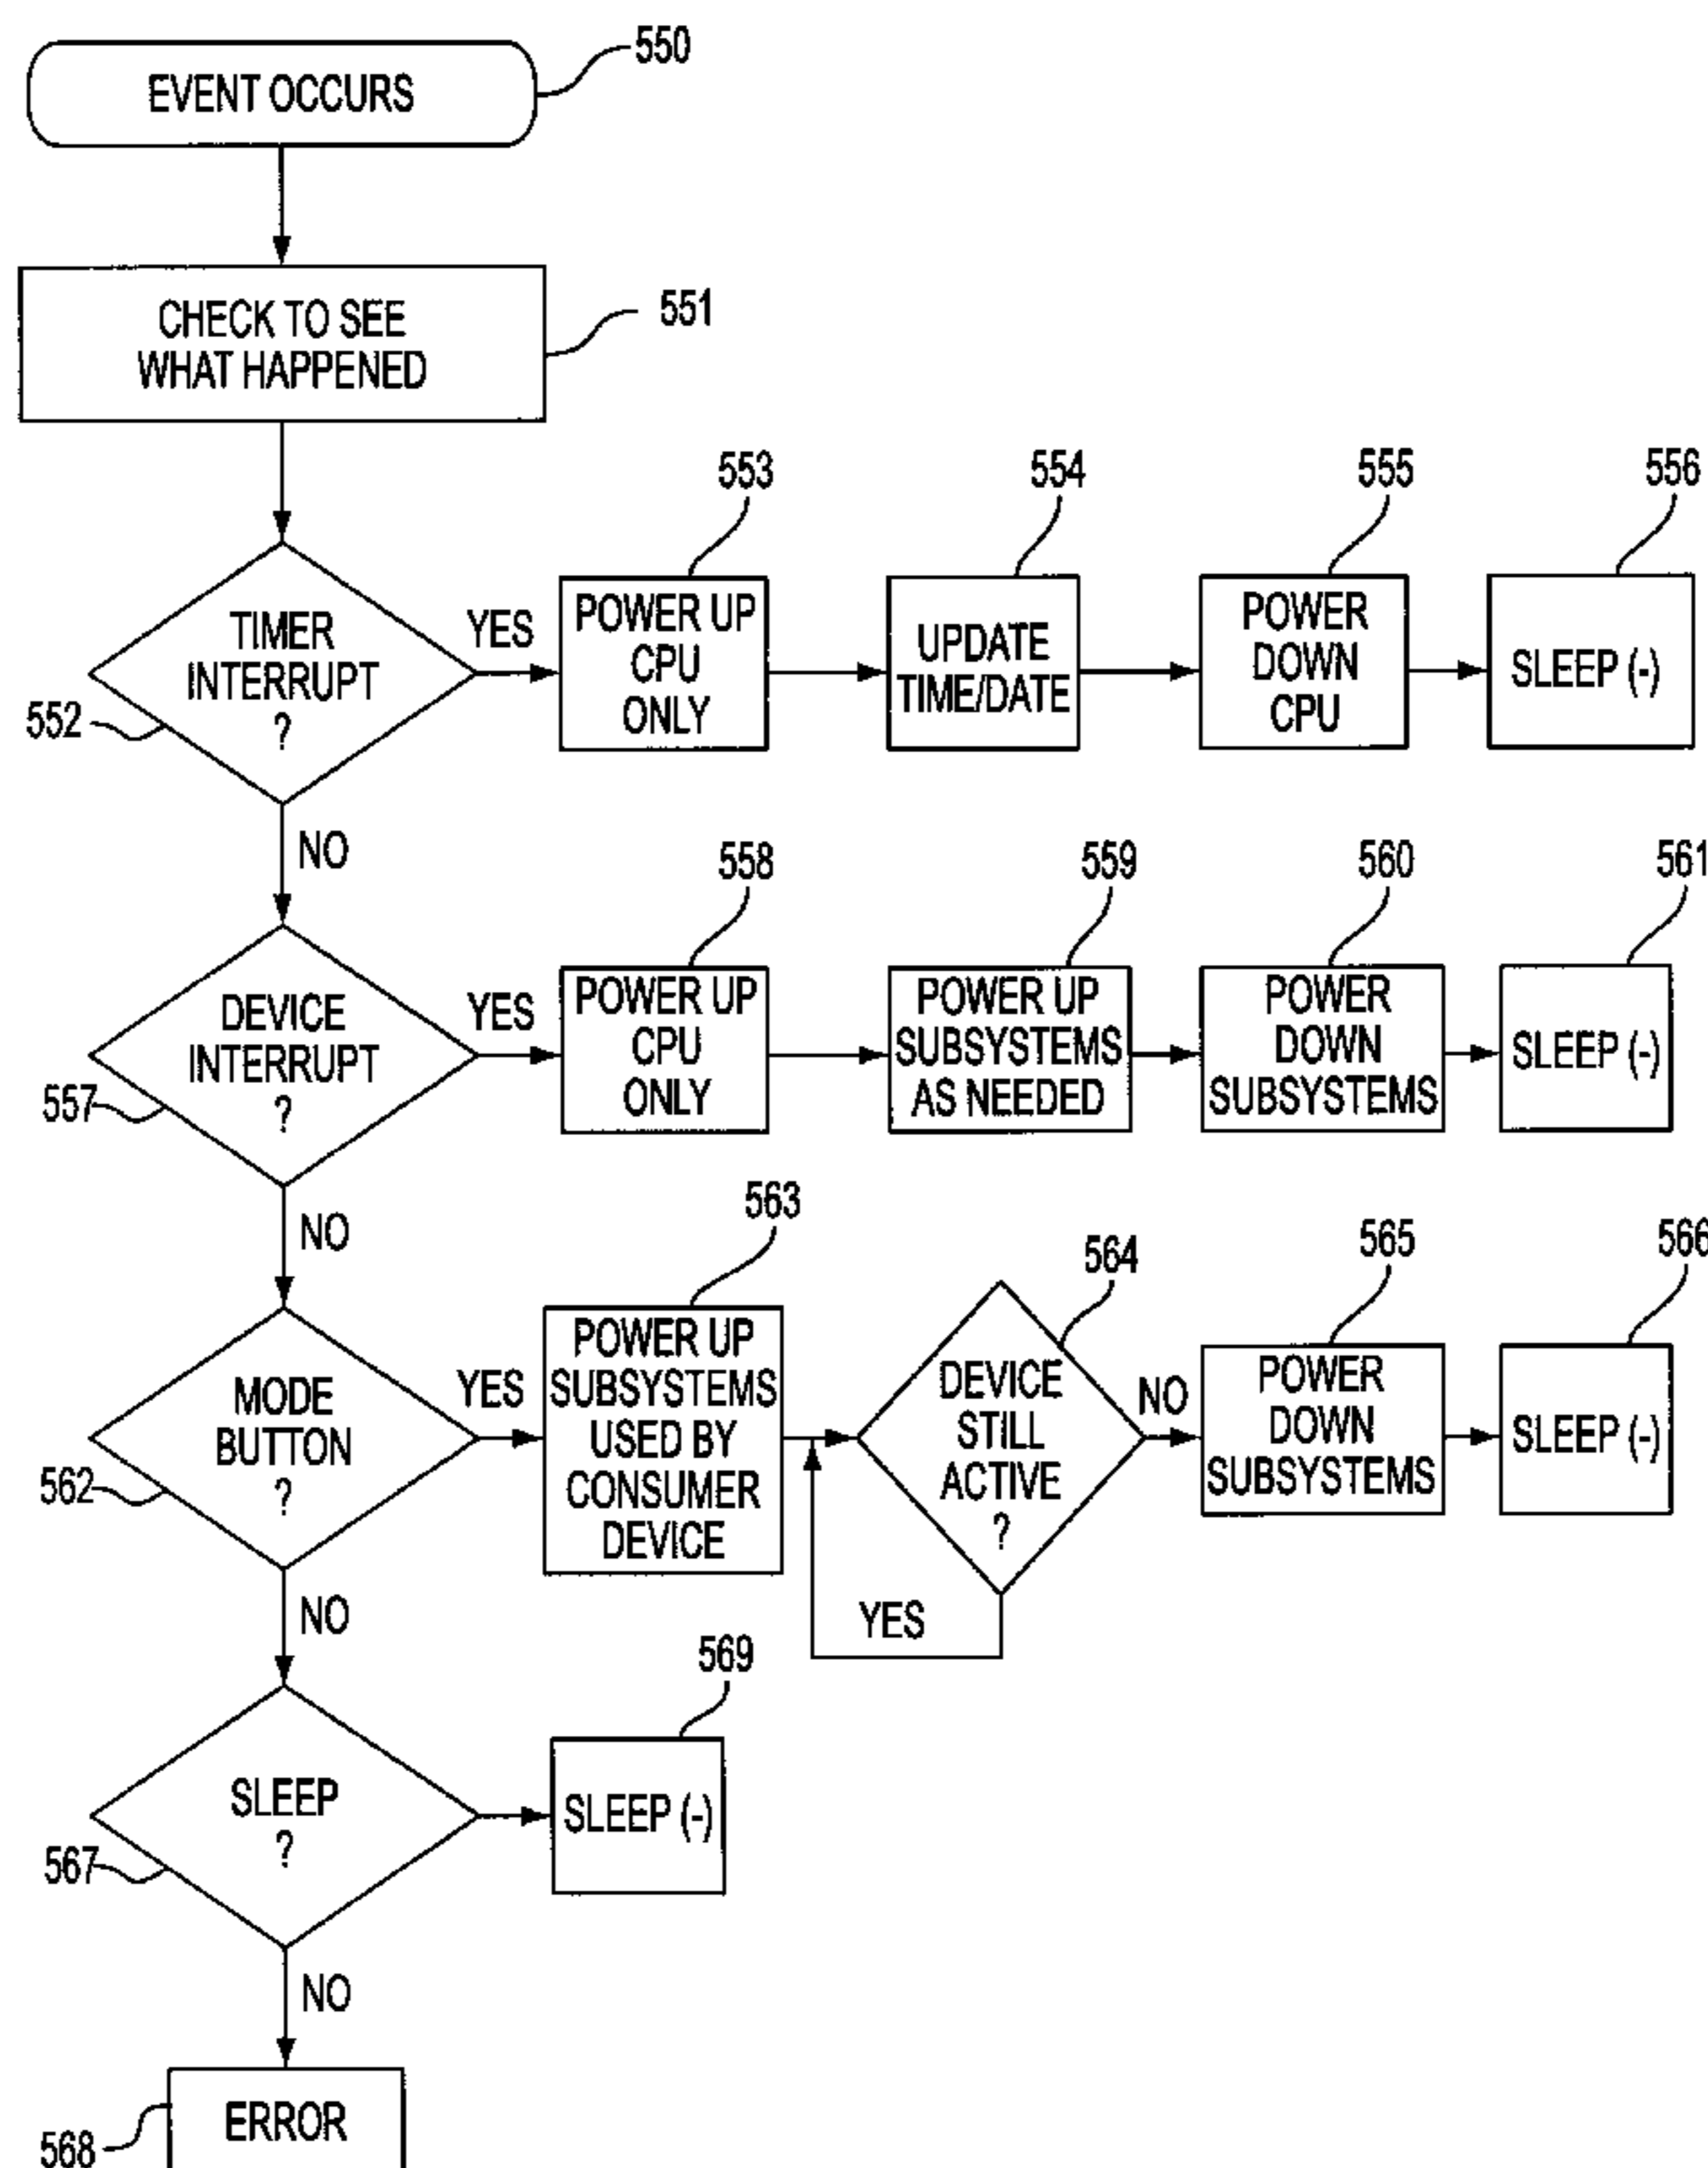 550
EVENT OCCURS
551
CHECK TO SEE
WHAT HAPPENED
553
554
555
556
TIMER
INTERRUPT
?
552
YES
POWER UP
CPU
ONLY
UPDATE
TIME/DATE
POWER
DOWN
CPU
SLEEP (-)
NO
558
559
560
561
DEVICE
INTERRUPT
?
557
YES
POWER UP
CPU
ONLY
POWER UP
SUBSYSTEMS
AS NEEDED
POWER
DOWN
SUBSYSTEMS
SLEEP (-)
NO
563
564
565
566
MODE
BUTTON
?
562
YES
POWER UP
SUBSYSTEMS
USED BY
CONSUMER
DEVICE
DEVICE
STILL
ACTIVE
?
NO
POWER
DOWN
SUBSYSTEMS
SLEEP (-)
YES
NO
569
SLEEP
?
567
SLEEP (-)
NO
ERROR
568